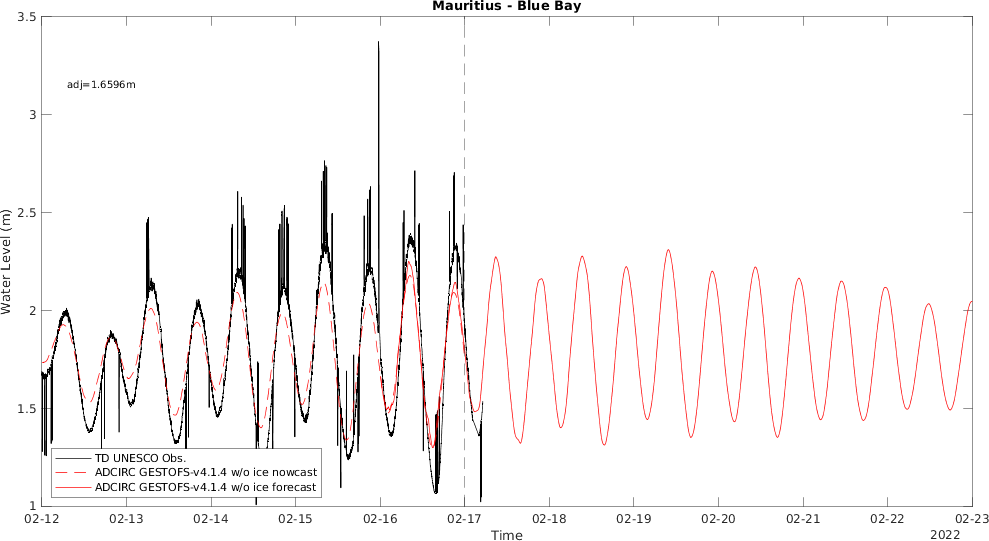 Mauritius - Blue Bay
3.5
3
2.5
2
1.5
1
Water Level (m)
adj=1.6596m
TD UNESCO Obs.
ADCIRC GESTOFS-v4.1.4 w/o ice nowcast
ADCIRC GESTOFS-v4.1.4 w/o ice forecast
02-12 02-13 02-14 02-15 02-16 02-17 02-18 02-19 02-20 02-21 02-22 02-23
Time
2022